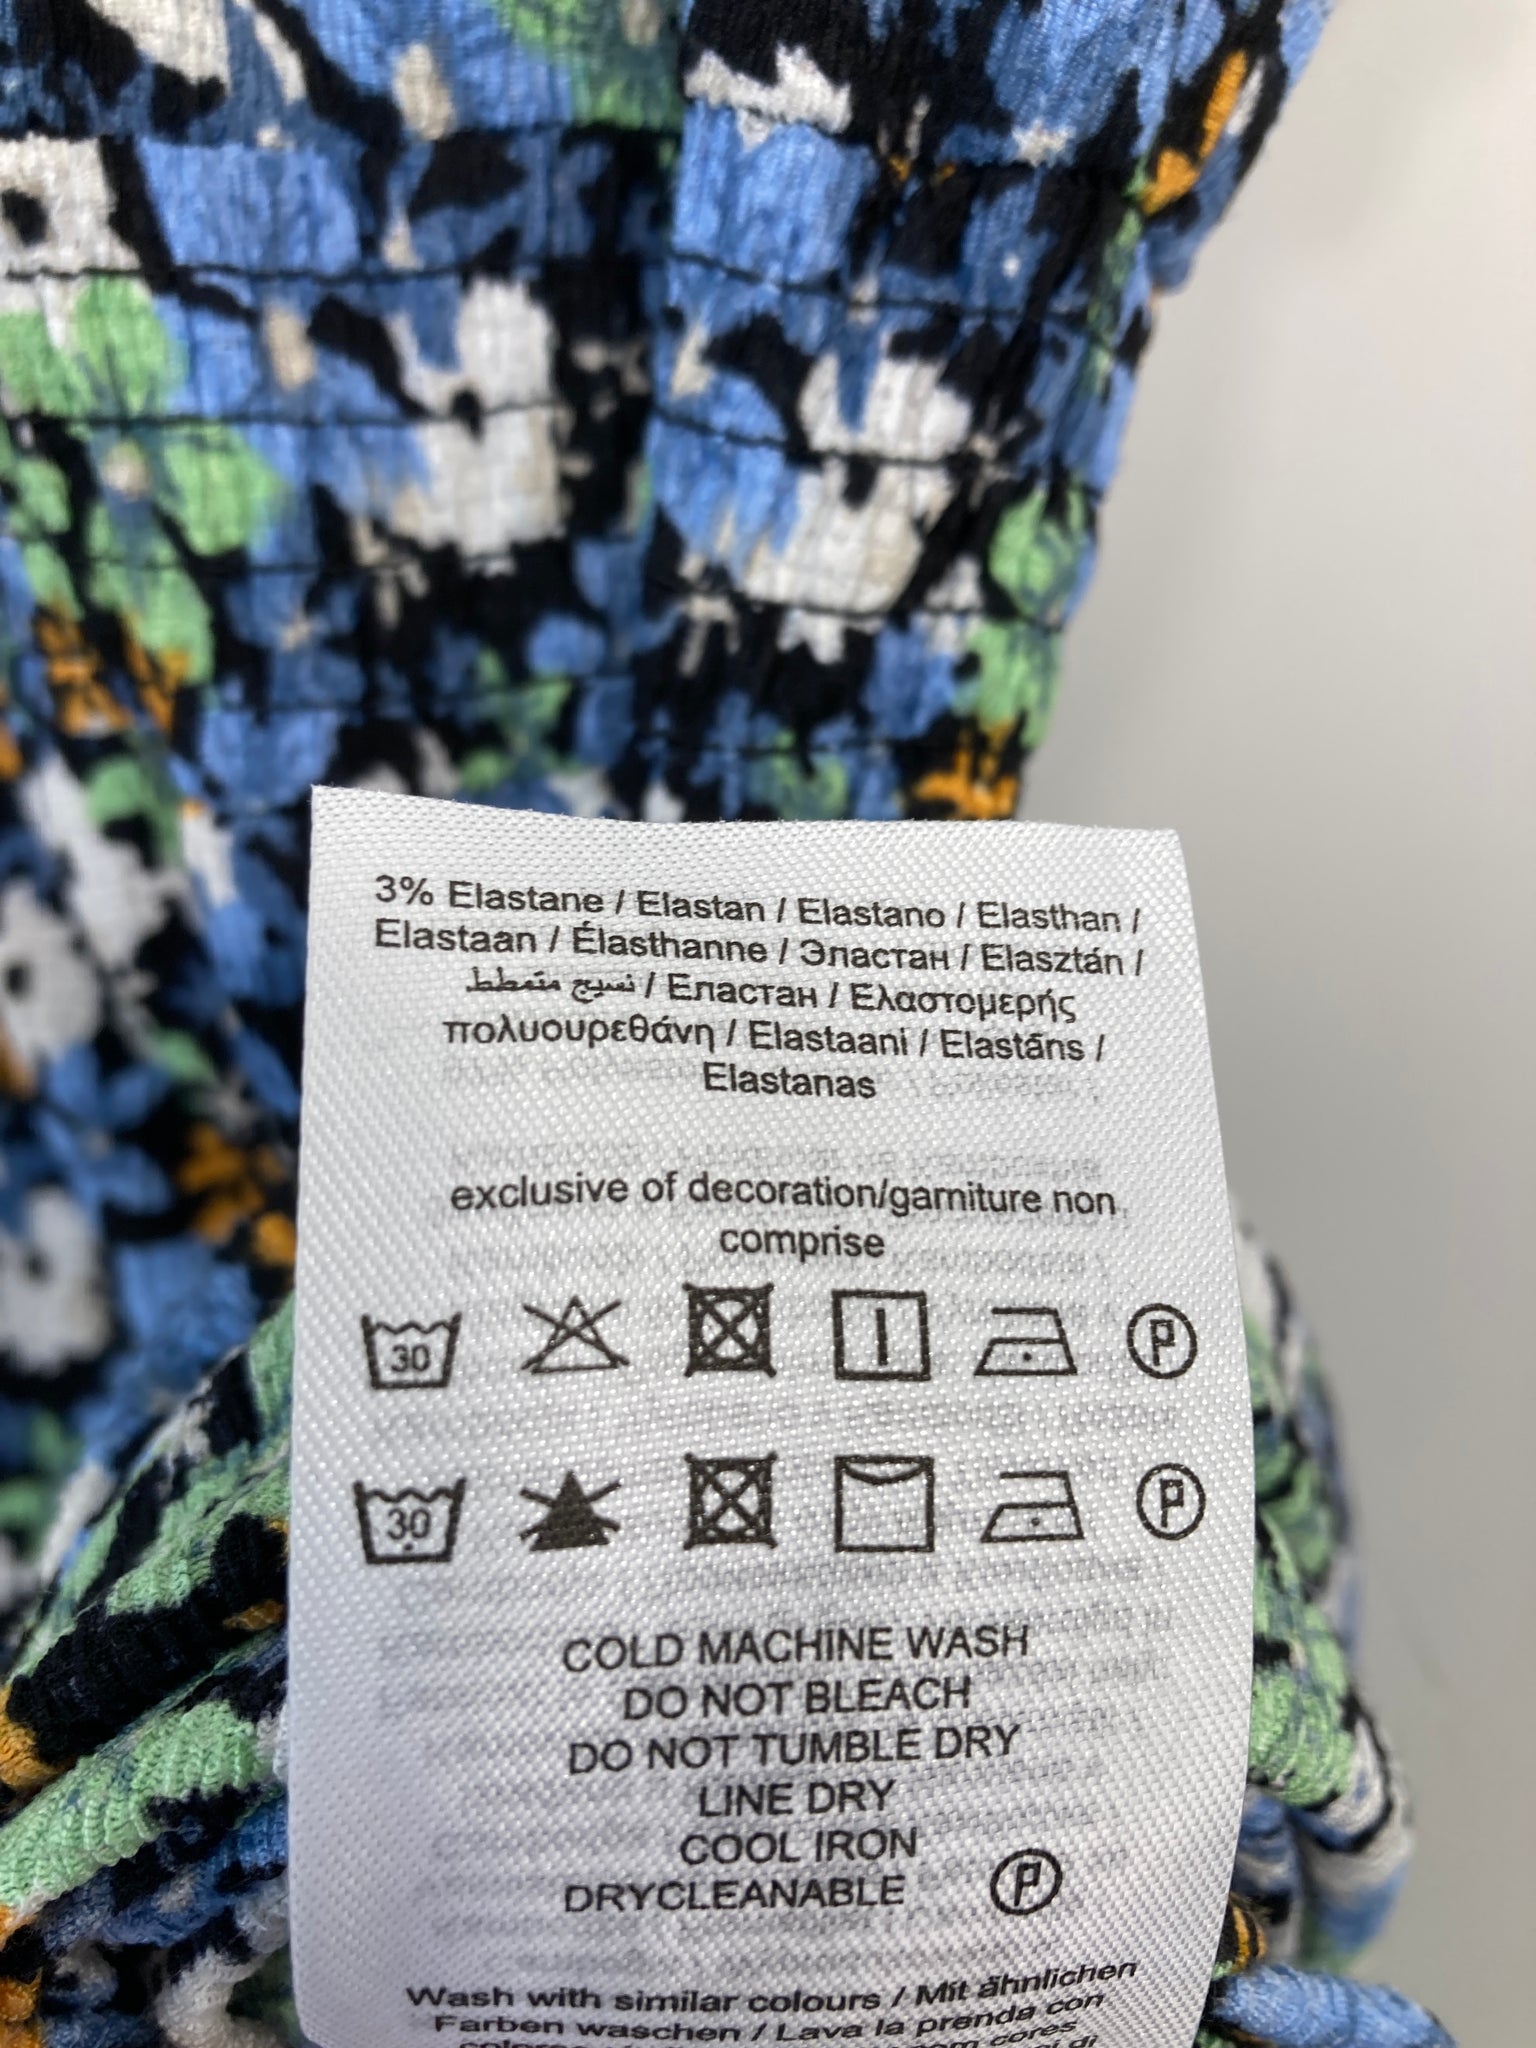 3% Elastane / Elastan / Elastano / Elasthan /
Elastaan / Élasthanne / Эластан / Elasztán /
نسيج متمطط / Еластан / Ελαστομερής
πολυουρεθάνη / Elastaani / Elastāns /
Elastanas
exclusive of decoration/garniture non
comprise
30 P
30 P
COLD MACHINE WASH
DO NOT BLEACH
DO NOT TUMBLE DRY
LINE DRY
COOL IRON
DRYCLEANABLE P
Wash with similar colours / Mit ähnlichen
Farben waschen / Lava la prenda con
cores
di